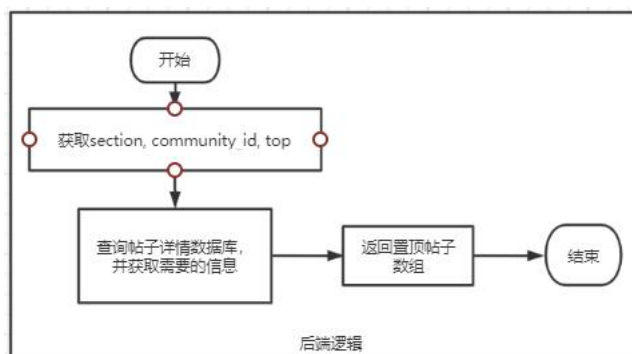 开始
获取section, community_id, top
查询帖子详情数据库，
并获取需要的信息
返回置顶帖子
数组
结束
后端逻辑